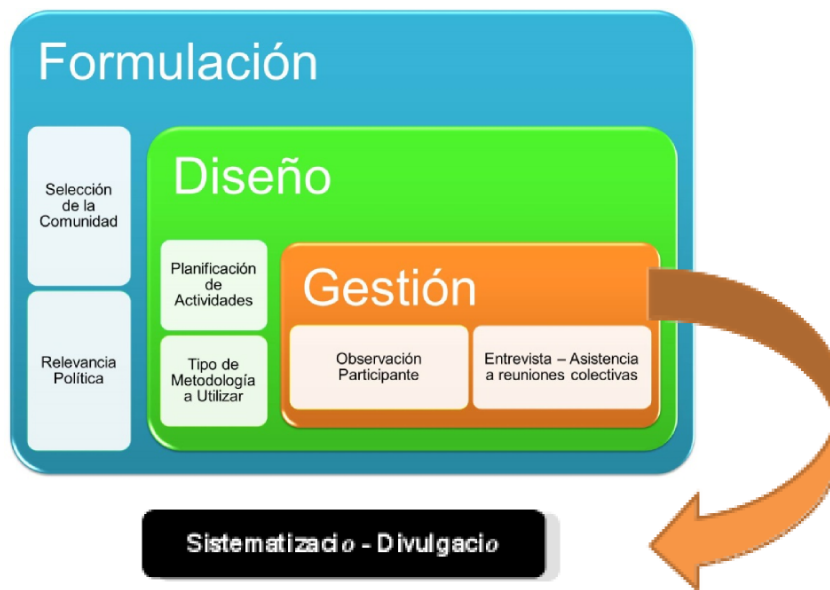 Formulación
Selección
de la
Comunidad
Relevancia
Política
Diseño
Planificación
de
Actividades
Tipo de
Metodología
a Utilizar
Gestión
Observación
Participante
Entrevista – Asistencia
a reuniones colectivas
Sistematizacio - Divulgacio